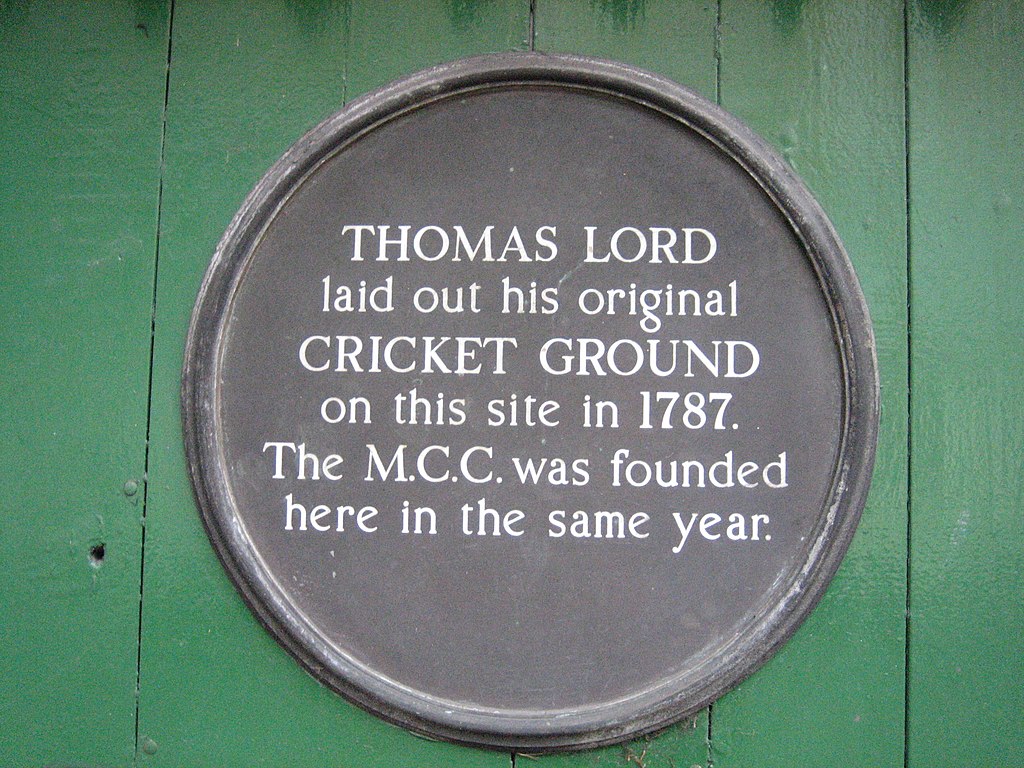 THOMAS LORD
laid out his original
CRICKET GROUND
on this site in 1787.
The M.C.C. was founded
here in the same year.